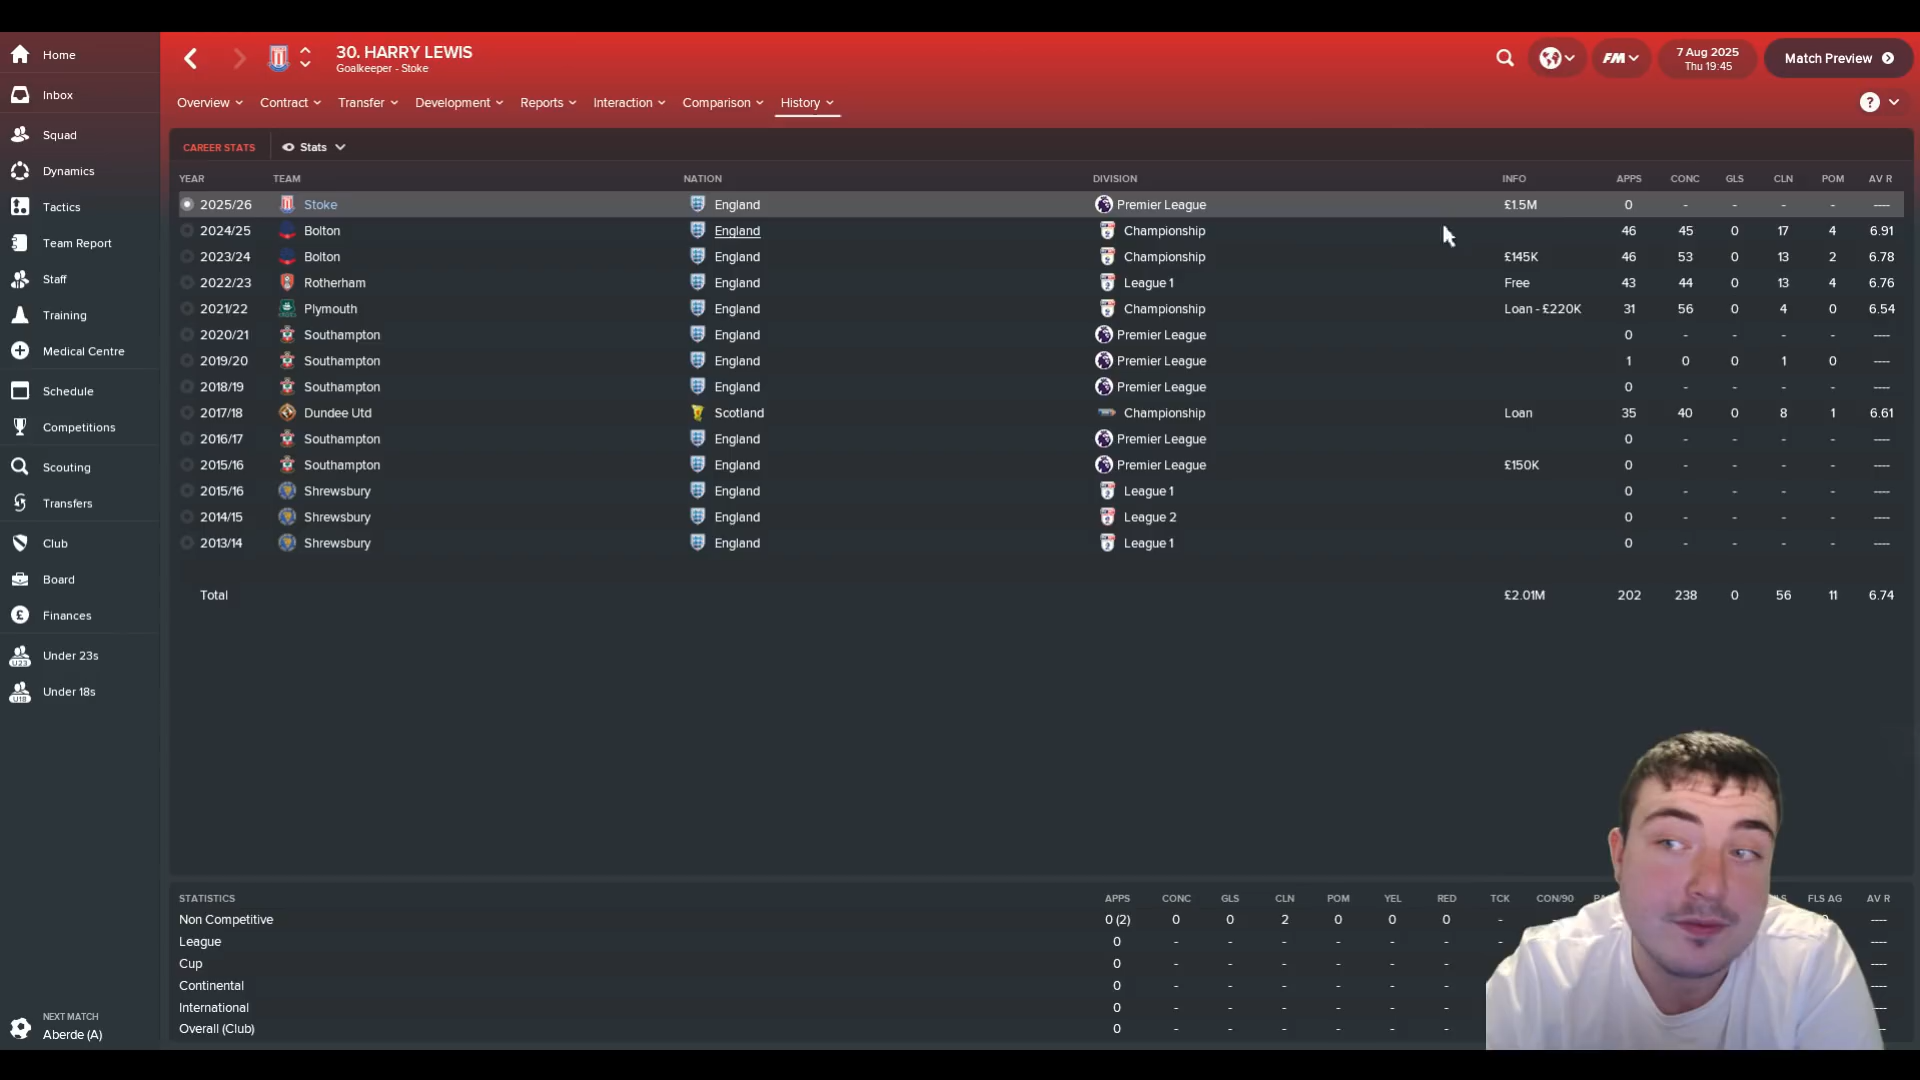 Home
Inbox
Squad
Dynamics
Tactics
Team Report
Staff
Training
Medical Centre
Schedule
Competitions
Scouting
Transfers
Club
Board
Finances
U23 Under 23s
U18 Under 18s
NEXT MATCH
Aberde (A)
30. HARRY LEWIS
Goalkeeper - Stoke
FM
7 Aug 2025
Thu 19:45
Match Preview
Overview Contract Transfer Development Reports Interaction Comparison History ?
CAREER STATS Stats
YEAR TEAM NATION DIVISION INFO APPS CONC GLS CLN POM AV R
2025/26 Stoke England Premier League £1.5M 0 - - - - ----
2024/25 Bolton England Championship 46 45 0 17 4 6.91
2023/24 Bolton England Championship £145K 46 53 0 13 2 6.78
2022/23 Rotherham England League 1 Free 43 44 0 13 4 6.76
2021/22 Plymouth England Championship Loan - £220K 31 56 0 4 0 6.54
2020/21 Southampton England Premier League 0 - - - - ----
2019/20 Southampton England Premier League 1 0 0 1 0 ----
2018/19 Southampton England Premier League 0 - - - - ----
2017/18 Dundee Utd Scotland Championship Loan 35 40 0 8 1 6.61
2016/17 Southampton England Premier League 0 - - - - ----
2015/16 Southampton England Premier League £150K 0 - - - - ----
2015/16 Shrewsbury England League 1 0 - - - - ----
2014/15 Shrewsbury England League 2 0 - - - - ----
2013/14 Shrewsbury England League 1 0 - - - - ----
Total £2.01M 202 238 0 56 11 6.74
STATISTICS APPS CONC GLS CLN POM YEL RED TCK CON/90 FLS AG AV R
Non Competitive 0 (2) 0 0 2 0 0 0 - - ----
League 0 - - - - - - - ----
Cup 0 - - - - - - - ----
Continental 0 - - - - - - ----
International 0 - - - - - - ----
Overall (Club) 0 - - - - - - ----